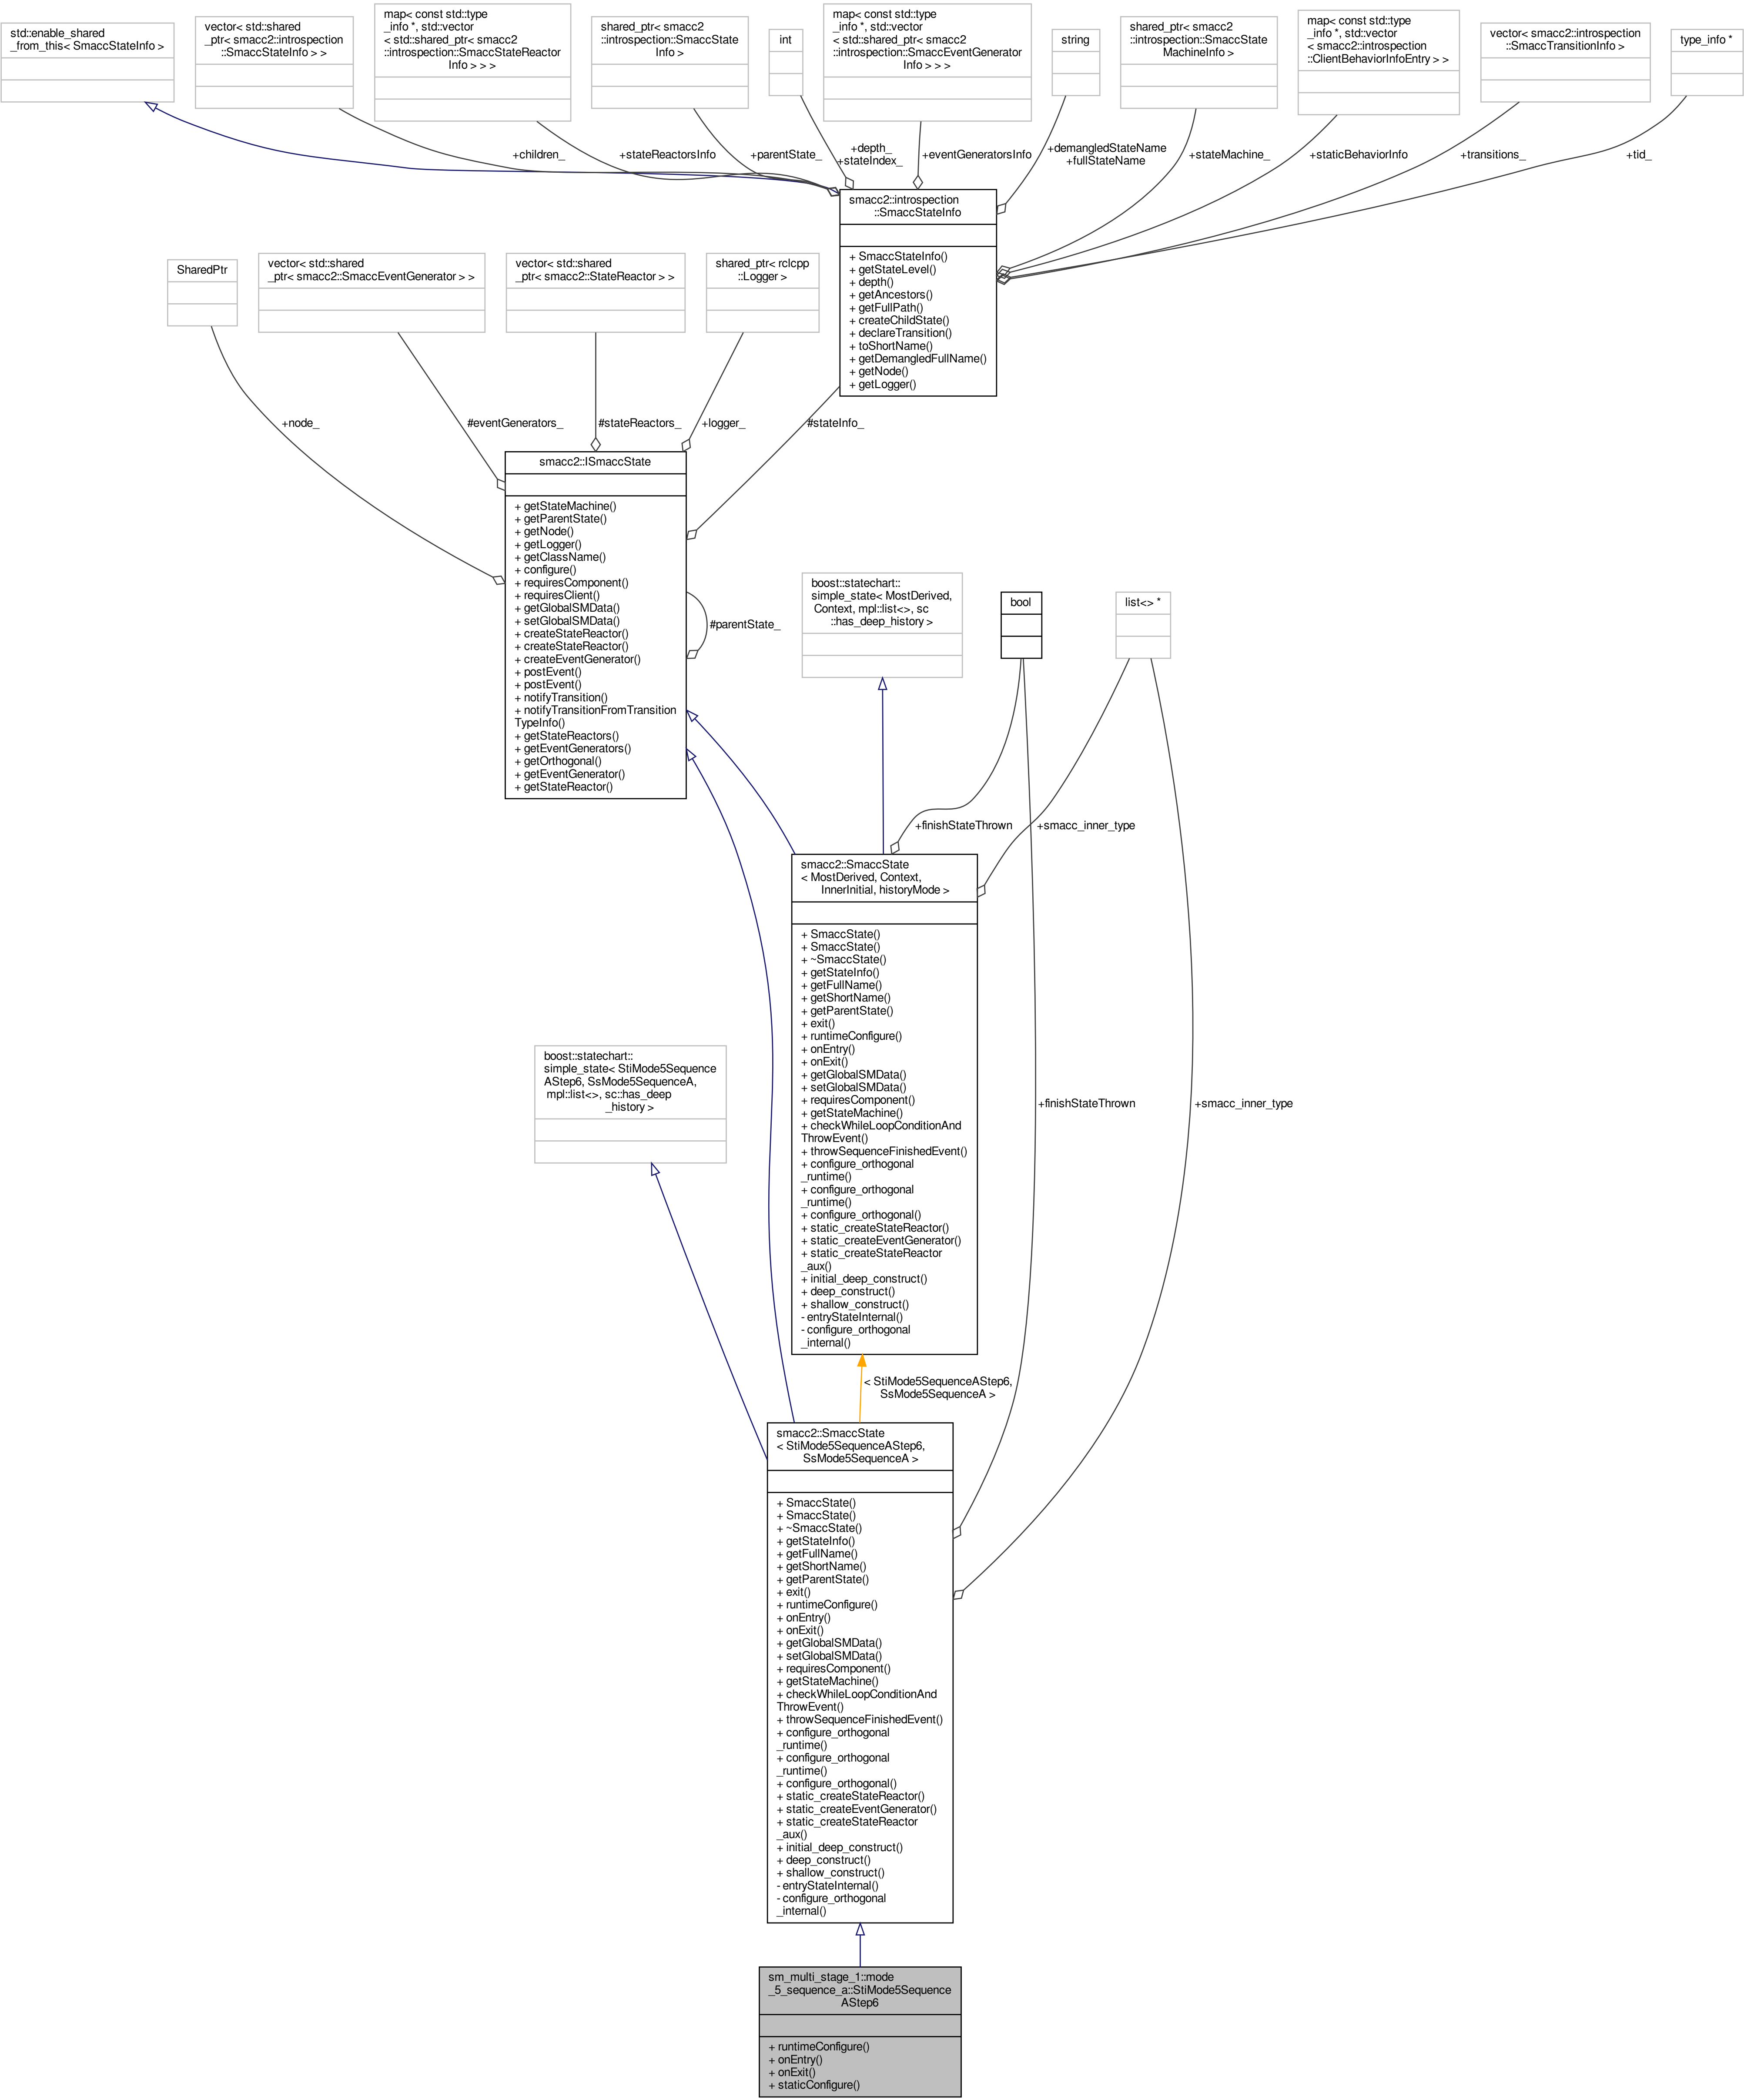 std::enable_shared
_from_this< SmaccStateInfo >
vector< std::shared
_ptr< smacc2::introspection
::SmaccStateInfo > >
map< const std::type
_info *, std::vector
< std::shared_ptr< smacc2
::introspection::SmaccStateReactor
Info > > >
shared_ptr< smacc2
::introspection::SmaccState
Info >
int
map< const std::type
_info *, std::vector
< std::shared_ptr< smacc2
::introspection::SmaccEventGenerator
Info > > >
string
shared_ptr< smacc2
::introspection::SmaccState
MachineInfo >
map< const std::type
_info *, std::vector
< smacc2::introspection
::ClientBehaviorInfoEntry > >
vector< smacc2::introspection
::SmaccTransitionInfo >
type_info *
+children_
+stateReactorsInfo
+parentState_
+depth_
+stateIndex_
+eventGeneratorsInfo
+demangledStateName
+fullStateName
+stateMachine_
+staticBehaviorInfo
+transitions_
+tid_
smacc2::introspection
::SmaccStateInfo
+ SmaccStateInfo()
+ getStateLevel()
+ depth()
+ getAncestors()
+ getFullPath()
+ createChildState()
+ declareTransition()
+ toShortName()
+ getDemangledFullName()
+ getNode()
+ getLogger()
SharedPtr
vector< std::shared
_ptr< smacc2::SmaccEventGenerator > >
vector< std::shared
_ptr< smacc2::StateReactor > >
shared_ptr< rclcpp
::Logger >
+node_
#eventGenerators_
#stateReactors_
+logger_
#stateInfo_
smacc2::ISmaccState
+ getStateMachine()
+ getParentState()
+ getNode()
+ getLogger()
+ getClassName()
+ configure()
+ requiresComponent()
+ requiresClient()
+ getGlobalSMData()
+ setGlobalSMData()
+ createStateReactor()
+ createStateReactor()
+ createEventGenerator()
+ postEvent()
+ postEvent()
+ notifyTransition()
+ notifyTransitionFromTransition
TypeInfo()
+ getStateReactors()
+ getEventGenerators()
+ getOrthogonal()
+ getEventGenerator()
+ getStateReactor()
#parentState_
boost::statechart::
simple_state< MostDerived,
Context, mpl::list<>, sc
::has_deep_history >
bool
list<> *
+finishStateThrown
+smacc_inner_type
smacc2::SmaccState
< MostDerived, Context,
InnerInitial, historyMode >
+ SmaccState()
+ SmaccState()
+ ~SmaccState()
+ getStateInfo()
+ getFullName()
+ getShortName()
+ getParentState()
+ exit()
+ runtimeConfigure()
+ onEntry()
+ onExit()
+ getGlobalSMData()
+ setGlobalSMData()
+ requiresComponent()
+ getStateMachine()
+ checkWhileLoopConditionAnd
ThrowEvent()
+ throwSequenceFinishedEvent()
+ configure_orthogonal
_runtime()
+ configure_orthogonal
_runtime()
+ configure_orthogonal()
+ static_createStateReactor()
+ static_createEventGenerator()
+ static_createStateReactor
_aux()
+ initial_deep_construct()
+ deep_construct()
+ shallow_construct()
- entryStateInternal()
- configure_orthogonal
_internal()
boost::statechart::
simple_state< StiMode5Sequence
AStep6, SsMode5SequenceA,
mpl::list<>, sc::has_deep
_history >
+finishStateThrown
+smacc_inner_type
< StiMode5SequenceAStep6,
SsMode5SequenceA >
smacc2::SmaccState
< StiMode5SequenceAStep6,
SsMode5SequenceA >
+ SmaccState()
+ SmaccState()
+ ~SmaccState()
+ getStateInfo()
+ getFullName()
+ getShortName()
+ getParentState()
+ exit()
+ runtimeConfigure()
+ onEntry()
+ onExit()
+ getGlobalSMData()
+ setGlobalSMData()
+ requiresComponent()
+ getStateMachine()
+ checkWhileLoopConditionAnd
ThrowEvent()
+ throwSequenceFinishedEvent()
+ configure_orthogonal
_runtime()
+ configure_orthogonal
_runtime()
+ configure_orthogonal()
+ static_createStateReactor()
+ static_createEventGenerator()
+ static_createStateReactor
_aux()
+ initial_deep_construct()
+ deep_construct()
+ shallow_construct()
- entryStateInternal()
- configure_orthogonal
_internal()
sm_multi_stage_1::mode
_5_sequence_a::StiMode5Sequence
AStep6
+ runtimeConfigure()
+ onEntry()
+ onExit()
+ staticConfigure()